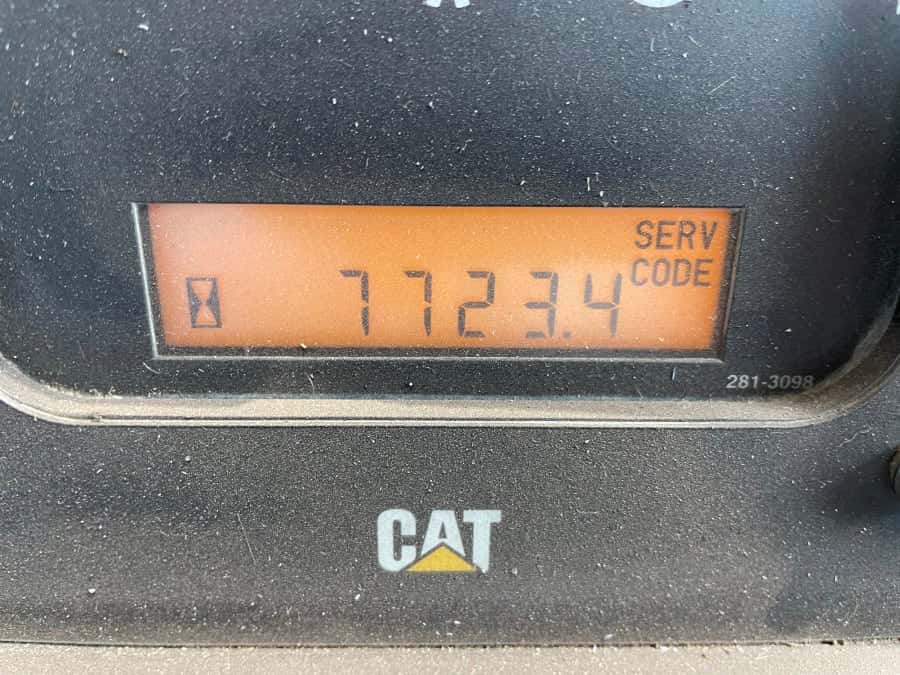 SERV
CODE
7723.4
281-3098
CAT